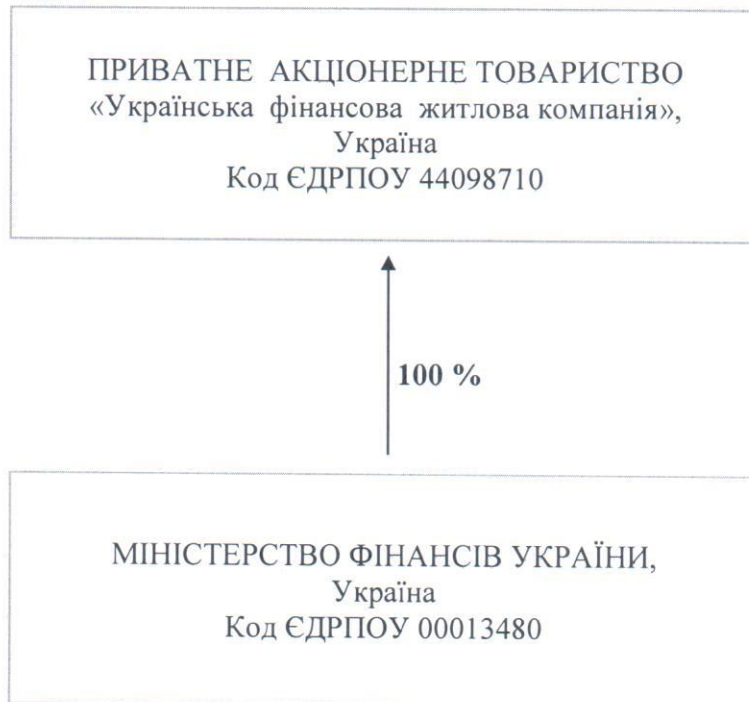 ПРИВАТНЕ АКЦІОНЕРНЕ ТОВАРИСТВО
«Українська фінансова житлова компанія»,
Україна
Код ЄДРПОУ 44098710
100 %
МІНІСТЕРСТВО ФІНАНСІВ УКРАЇНИ,
Україна
Код ЄДРПОУ 00013480